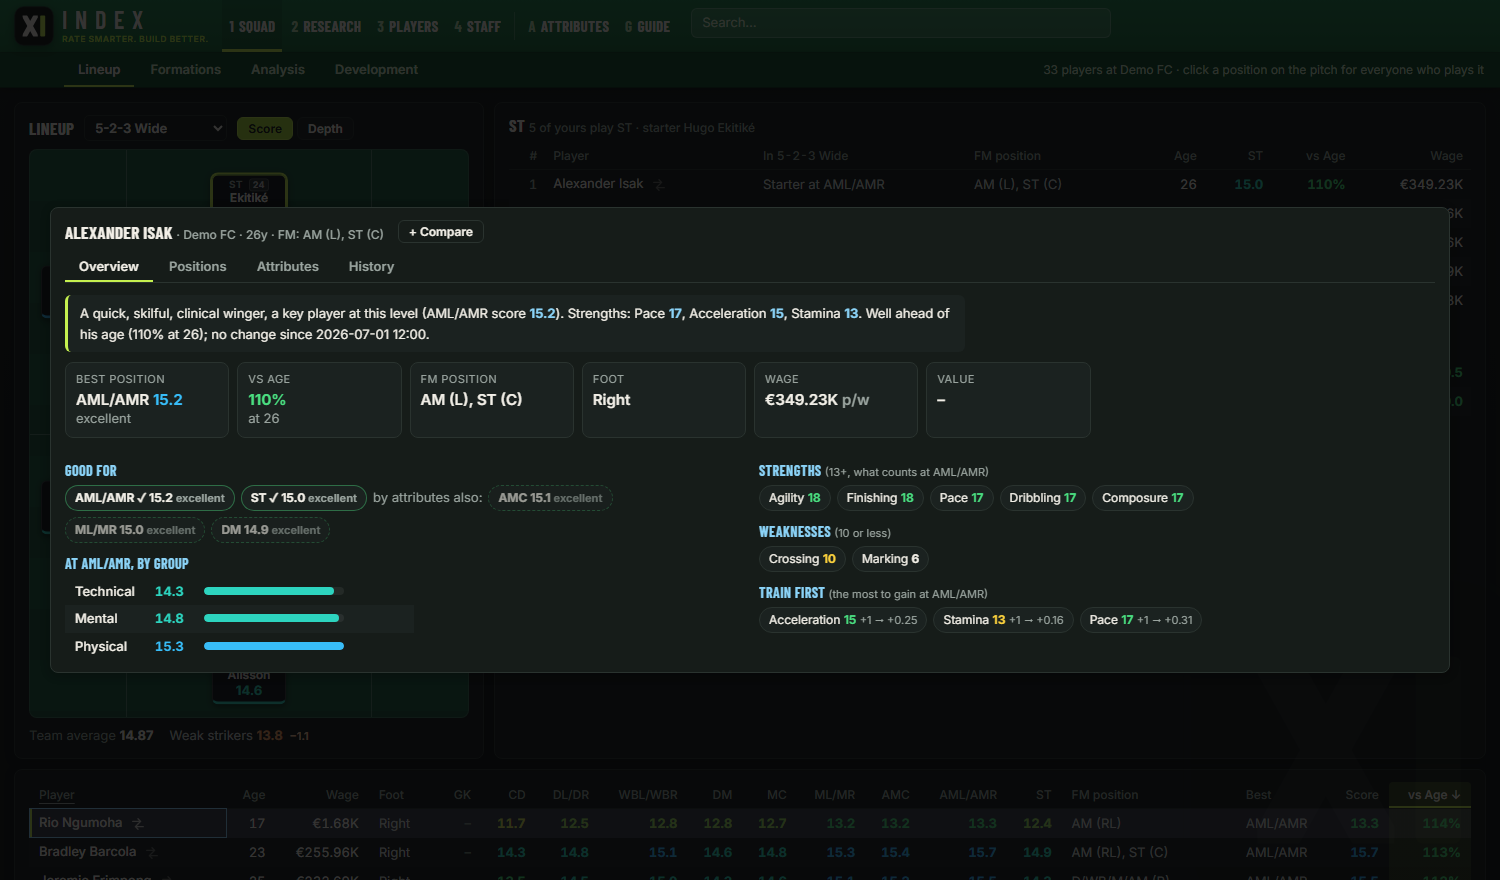 XI INDEX
RATE SMARTER. BUILD BETTER.
1 SQUAD 2 RESEARCH 3 PLAYERS 4 STAFF A ATTRIBUTES G GUIDE
Search...
Lineup Formations Analysis Development
33 players at Demo FC · click a position on the pitch for everyone who plays it
LINEUP 5-2-3 Wide Score Depth
ST 24
Ekitiké
ST 5 of yours play ST · starter Hugo Ekitiké
# Player In 5-2-3 Wide FM position Age ST vs Age Wage
1 Alexander Isak Starter at AML/AMR AM (L), ST (C) 26 15.0 110% €349.23K
ALEXANDER ISAK · Demo FC · 26y · FM: AM (L), ST (C) + Compare
Overview Positions Attributes History
A quick, skilful, clinical winger, a key player at this level (AML/AMR score 15.2). Strengths: Pace 17, Acceleration 15, Stamina 13. Well ahead of
his age (110% at 26); no change since 2026-07-01 12:00.
BEST POSITION
AML/AMR 15.2
excellent
VS AGE
110%
at 26
FM POSITION
AM (L), ST (C)
FOOT
Right
WAGE
€349.23K p/w
VALUE
–
GOOD FOR
AML/AMR ✓ 15.2 excellent ST ✓ 15.0 excellent by attributes also: AMC 15.1 excellent
ML/MR 15.0 excellent DM 14.9 excellent
AT AML/AMR, BY GROUP
Technical 14.3
Mental 14.8
Physical 15.3
STRENGTHS (13+, what counts at AML/AMR)
Agility 18 Finishing 18 Pace 17 Dribbling 17 Composure 17
WEAKNESSES (10 or less)
Crossing 10 Marking 6
TRAIN FIRST (the most to gain at AML/AMR)
Acceleration 15 +1 → +0.25 Stamina 13 +1 → +0.16 Pace 17 +1 → +0.31
Alisson
14.6
Team average 14.87 Weak strikers 13.8 −1.1
Player Age Wage Foot GK CD DL/DR WBL/WBR DM MC ML/MR AMC AML/AMR ST FM position Best Score vs Age ↓
Rio Ngumoha 17 €1.68K Right – 11.7 12.5 12.8 12.8 12.7 13.2 13.2 13.3 12.4 AM (RL) AML/AMR 13.3 114%
Bradley Barcola 23 €255.96K Right – 14.3 14.8 15.1 14.6 14.8 15.3 15.4 15.7 14.9 AM (RL), ST (C) AML/AMR 15.7 113%